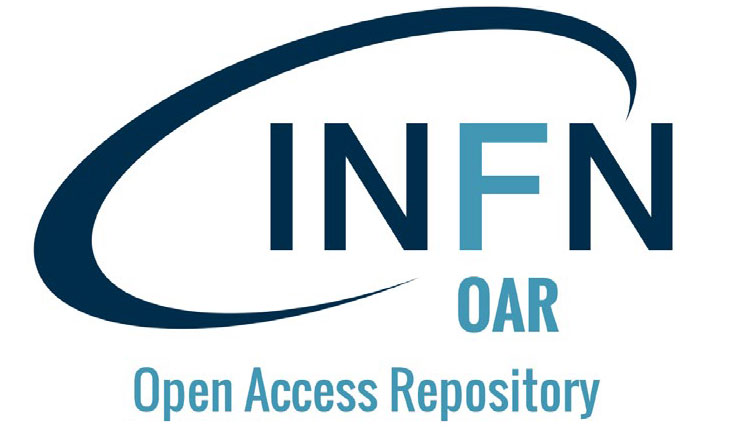 INFN
OAR
Open Access Repository